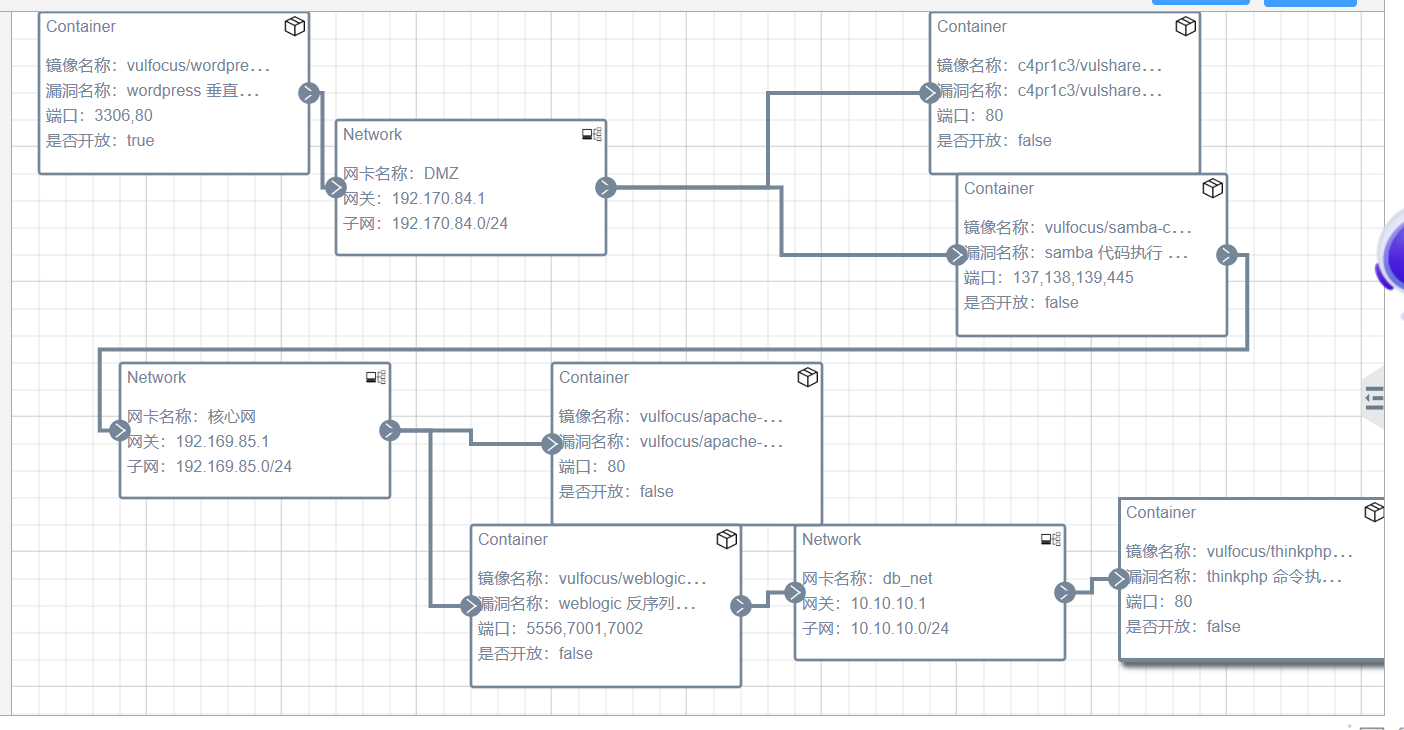 Container
镜像名称：vulfocus/wordpre...
漏洞名称：wordpress 垂直...
端口：3306,80
是否开放：true
Network
网卡名称：DMZ
网关：192.170.84.1
子网：192.170.84.0/24
Container
镜像名称：c4pr1c3/vulshare...
漏洞名称：c4pr1c3/vulshare...
端口：80
是否开放：false
Container
镜像名称：vulfocus/samba-c...
漏洞名称：samba 代码执行 ...
端口：137,138,139,445
是否开放：false
Network
网卡名称：核心网
网关：192.169.85.1
子网：192.169.85.0/24
Container
镜像名称：vulfocus/apache-...
漏洞名称：vulfocus/apache-...
端口：80
是否开放：false
Container
镜像名称：vulfocus/weblogic...
漏洞名称：weblogic 反序列...
端口：5556,7001,7002
是否开放：false
Network
网卡名称：db_net
网关：10.10.10.1
子网：10.10.10.0/24
Container
镜像名称：vulfocus/thinkphp...
漏洞名称：thinkphp 命令执...
端口：80
是否开放：false